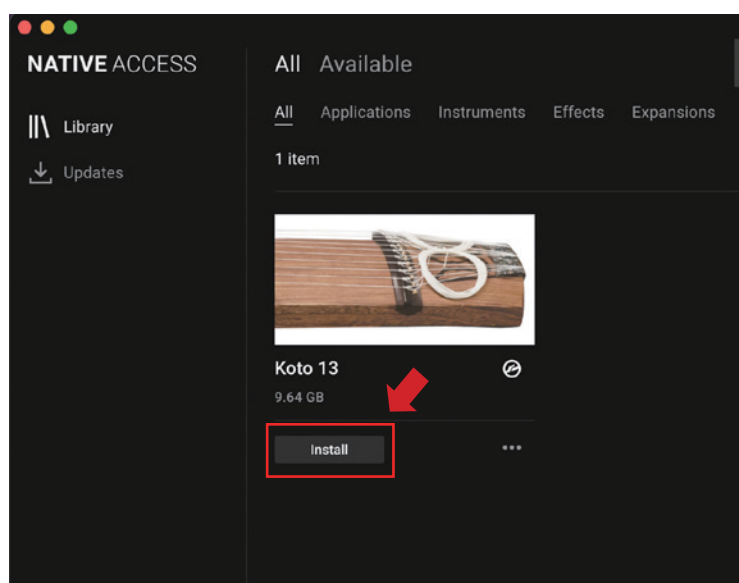 NATIVE ACCESS
Library
Updates
All Available
All Applications Instruments Effects Expansions
1 item
Koto 13
9.64 GB
Install